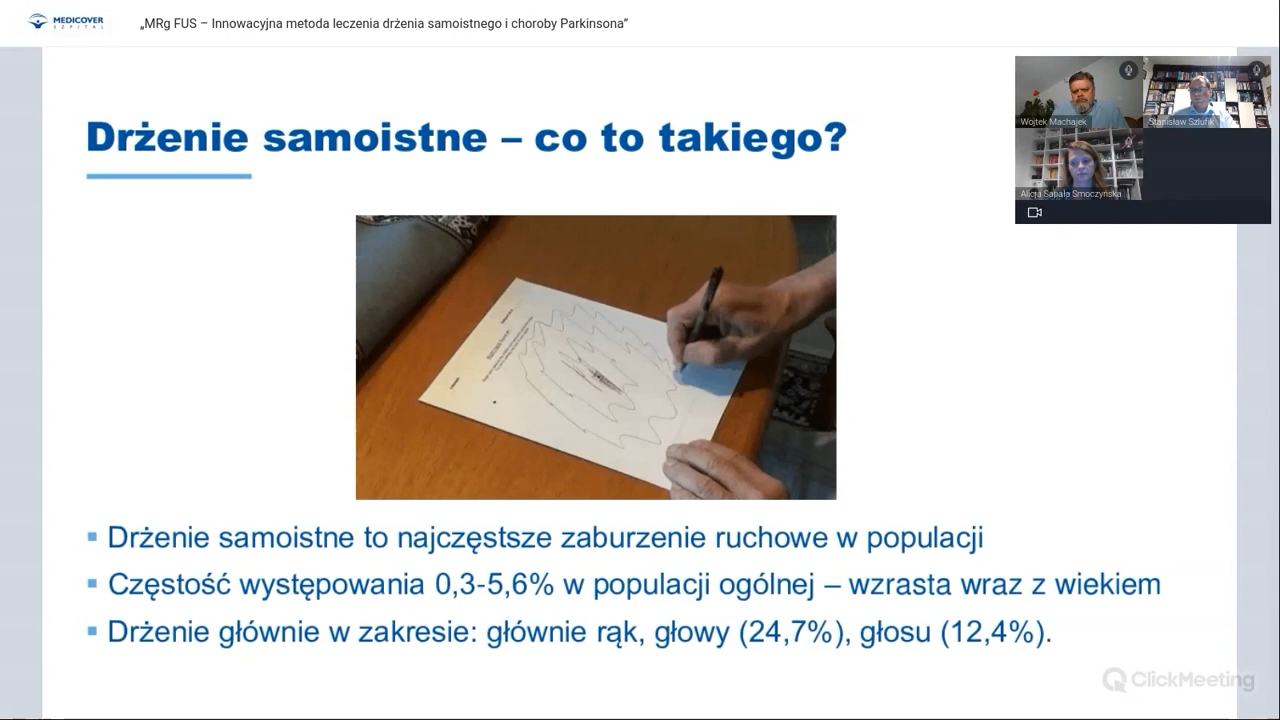 MEDICOVER
SZPITAL
„MRg FUS – Innowacyjna metoda leczenia drżenia samoistnego i choroby Parkinsona”
Wojtek Machajek
Stanisław Szlufik
Alicja Sapała Smoczyńska
Drżenie samoistne – co to takiego?
▪ Drżenie samoistne to najczęstsze zaburzenie ruchowe w populacji
▪ Częstość występowania 0,3-5,6% w populacji ogólnej – wzrasta wraz z wiekiem
▪ Drżenie głównie w zakresie: głównie rąk, głowy (24,7%), głosu (12,4%).
ClickMeeting